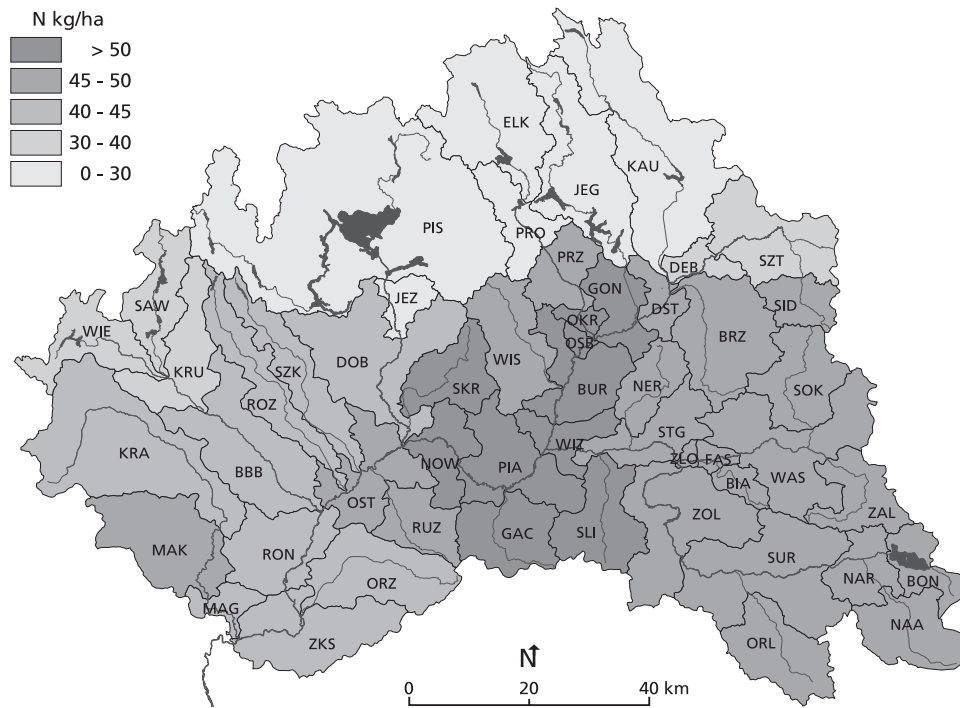 N kg/ha
> 50
45 - 50
40 - 45
30 - 40
0 - 30
ELK
KAU
JEG
PIS
PRO
PRZ
DEB
SZT
GON
JEZ
SAW
DST
SID
OKR
WIE
OSB
BRZ
DOB
WIS
KRU
SZK
SKR
BUR
NER
SOK
ROZ
STG
WIZ
KRA
ZLO
FAS
NOW
PIA
BBB
WAS
BIA
OST
ZAL
RUZ
ZOL
GAC
SLI
MAK
RON
SUR
NAR
BON
ORZ
MAG
NAA
ORL
ZKS
N
0 20 40 km